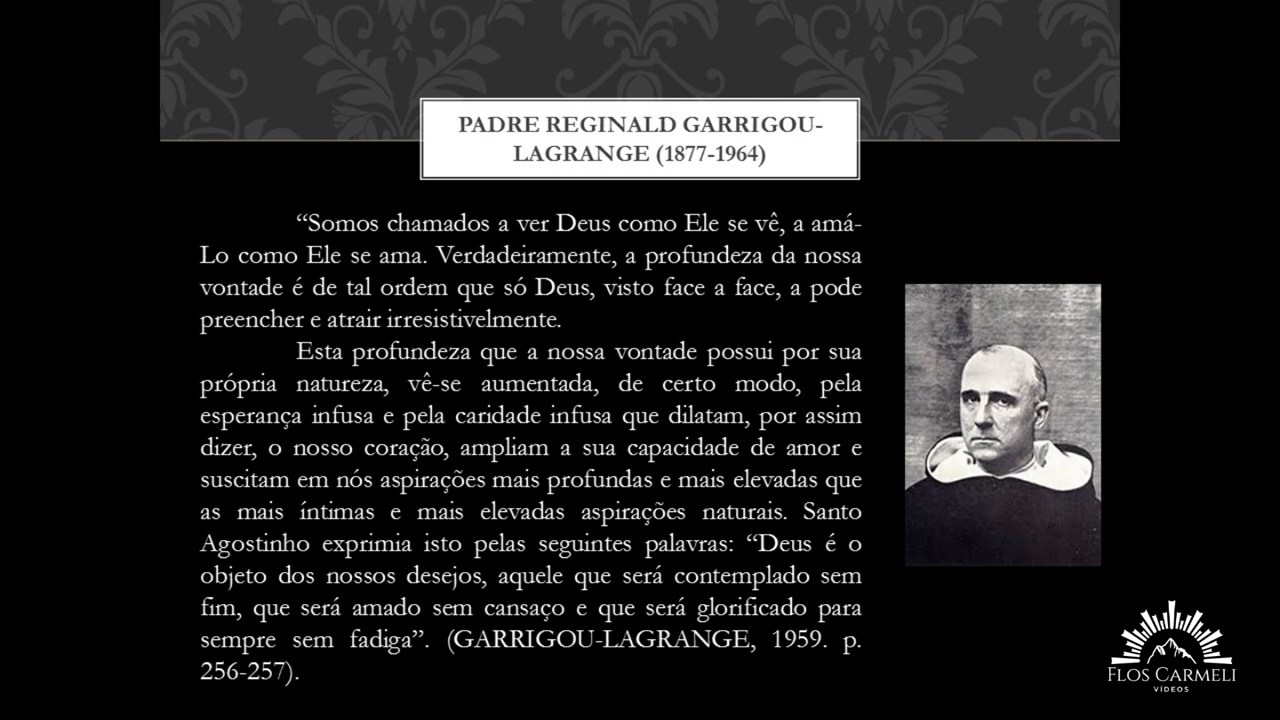 PADRE REGINALD GARRIGOU-
LAGRANGE (1877-1964)
“Somos chamados a ver Deus como Ele se vê, a amá-
Lo como Ele se ama. Verdadeiramente, a profundeza da nossa
vontade é de tal ordem que só Deus, visto face a face, a pode
preencher e atrair irresistivelmente.
Esta profundeza que a nossa vontade possui por sua
própria natureza, vê-se aumentada, de certo modo, pela
esperança infusa e pela caridade infusa que dilatam, por assim
dizer, o nosso coração, ampliam a sua capacidade de amor e
suscitam em nós aspirações mais profundas e mais elevadas que
as mais íntimas e mais elevadas aspirações naturais. Santo
Agostinho exprimia isto pelas seguintes palavras: “Deus é o
objeto dos nossos desejos, aquele que será contemplado sem
fim, que será amado sem cansaço e que será glorificado para
sempre sem fadiga”. (GARRIGOU-LAGRANGE, 1959. p.
256-257).
FLOS CARMELI
VÍDEOS